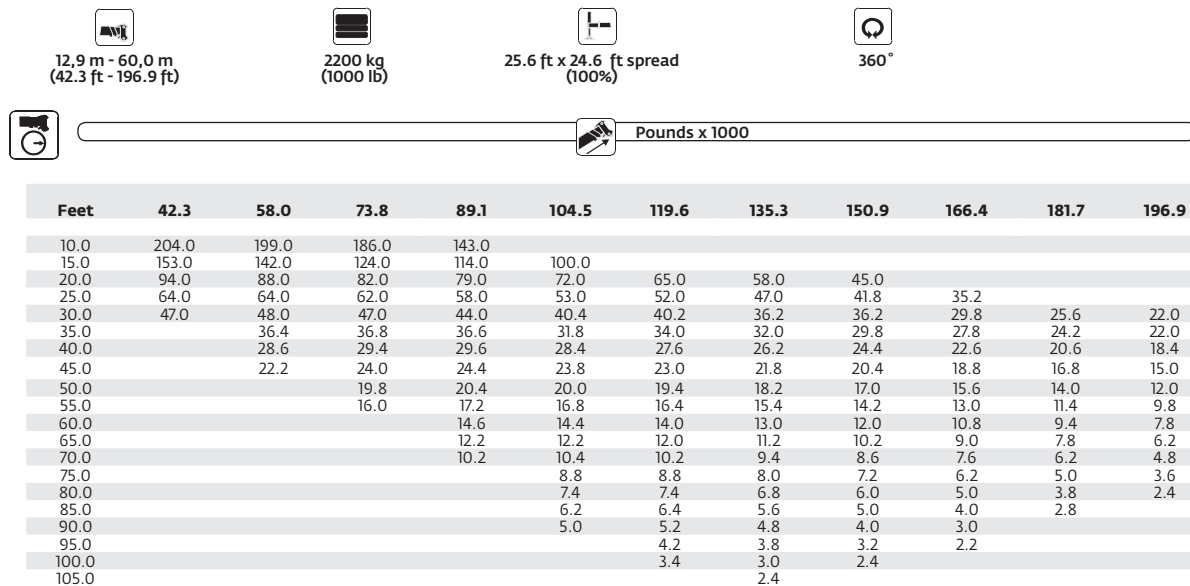 12,9 m - 60,0 m 2200 kg 25.6 ft x 24.6 ft spread 360°
(42.3 ft - 196.9 ft) (1000 lb) (100%)
Pounds x 1000
Feet 42.3 58.0 73.8 89.1 104.5 119.6 135.3 150.9 166.4 181.7 196.9
10.0 204.0 199.0 186.0 143.0
15.0 153.0 142.0 124.0 114.0 100.0
20.0 94.0 88.0 82.0 79.0 72.0 65.0 58.0 45.0
25.0 64.0 64.0 62.0 58.0 53.0 52.0 47.0 41.8 35.2
30.0 47.0 48.0 47.0 44.0 40.4 40.2 36.2 36.2 29.8 25.6 22.0
35.0 36.4 36.8 36.6 31.8 34.0 32.0 29.8 27.8 24.2 22.0
40.0 28.6 29.4 29.6 28.4 27.6 26.2 24.4 22.6 20.6 18.4
45.0 22.2 24.0 24.4 23.8 23.0 21.8 20.4 18.8 16.8 15.0
50.0 19.8 20.4 20.0 19.4 18.2 17.0 15.6 14.0 12.0
55.0 16.0 17.2 16.8 16.4 15.4 14.2 13.0 11.4 9.8
60.0 14.6 14.4 14.0 13.0 12.0 10.8 9.4 7.8
65.0 12.2 12.2 12.0 11.2 10.2 9.0 7.8 6.2
70.0 10.2 10.4 10.2 9.4 8.6 7.6 6.2 4.8
75.0 8.8 8.8 8.0 7.2 6.2 5.0 3.6
80.0 7.4 7.4 6.8 6.0 5.0 3.8 2.4
85.0 6.2 6.4 5.6 5.0 4.0 2.8
90.0 5.0 5.2 4.8 4.0 3.0
95.0 4.2 3.8 3.2 2.2
100.0 3.4 3.0 2.4
105.0 2.4